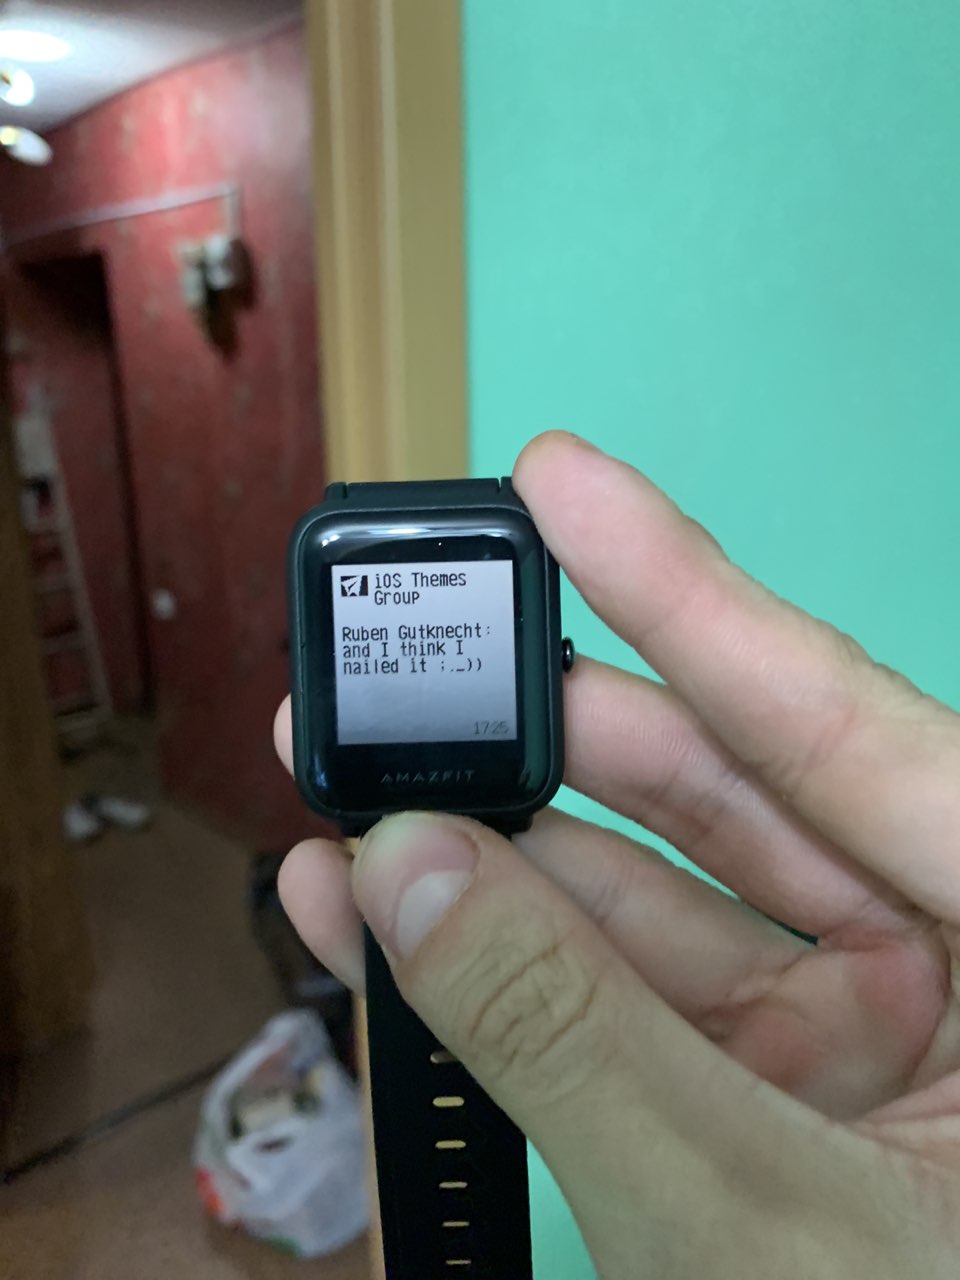 iOS Themes
Group
Ruben Gutknecht:
and I think I
nailed it ;._))
17:25
AMAZFIT